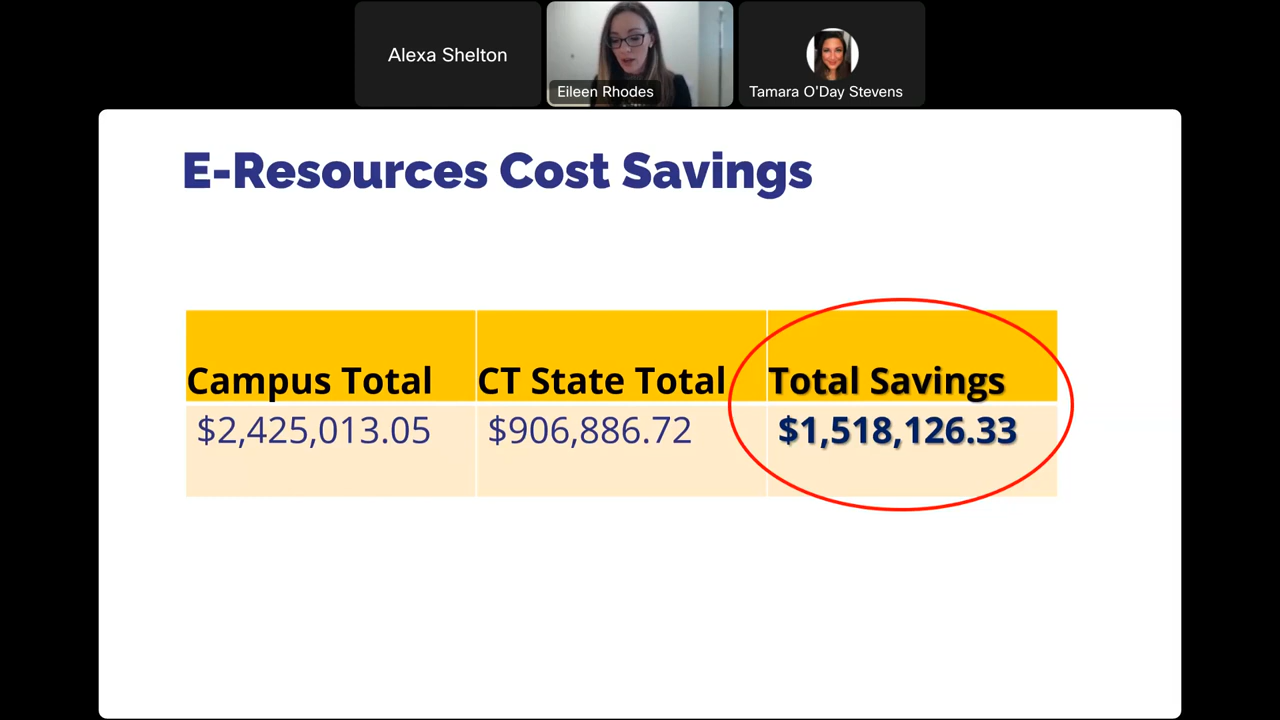 Alexa Shelton
Eileen Rhodes
Tamara O'Day Stevens
E-Resources Cost Savings
Campus Total CT State Total Total Savings
$2,425,013.05 $906,886.72 $1,518,126.33